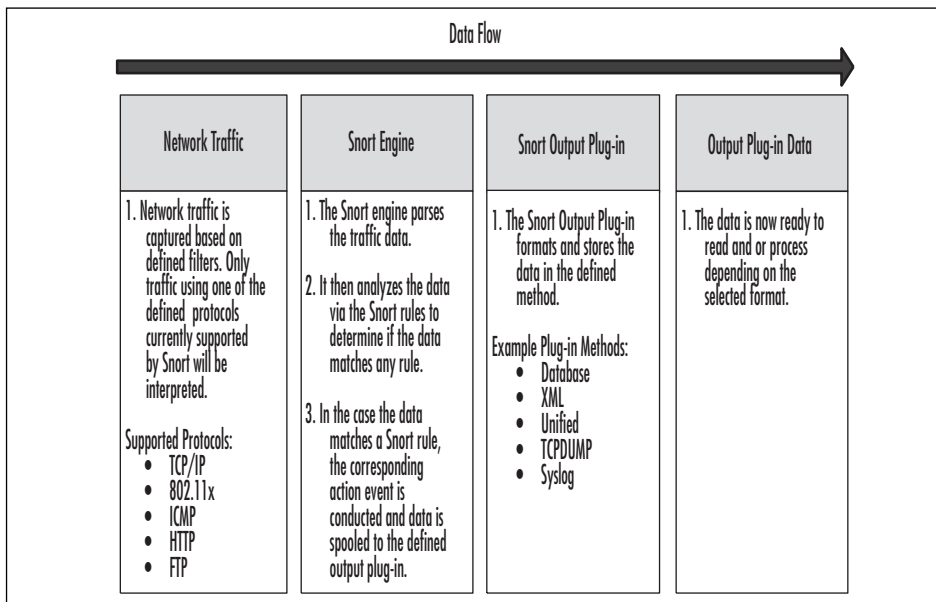 Data Flow
Network Traffic
1. Network traffic is
captured based on
defined filters. Only
traffic using one of the
defined protocols
currently supported
by Snort will be
interpreted.
Supported Protocols:
• TCP/IP
• 802.11x
• ICMP
• HTTP
• FTP
Snort Engine
1. The Snort engine parses
the traffic data.
2. It then analyzes the data
via the Snort rules to
determine if the data
matches any rule.
3. In the case the data
matches a Snort rule,
the corresponding
action event is
conducted and data is
spooled to the defined
output plug-in.
Snort Output Plug-in
1. The Snort Output Plug-in
formats and stores the
data in the defined
method.
Example Plug-in Methods:
• Database
• XML
• Unified
• TCPDUMP
• Syslog
Output Plug-in Data
1. The data is now ready to
read and or process
depending on the
selected format.